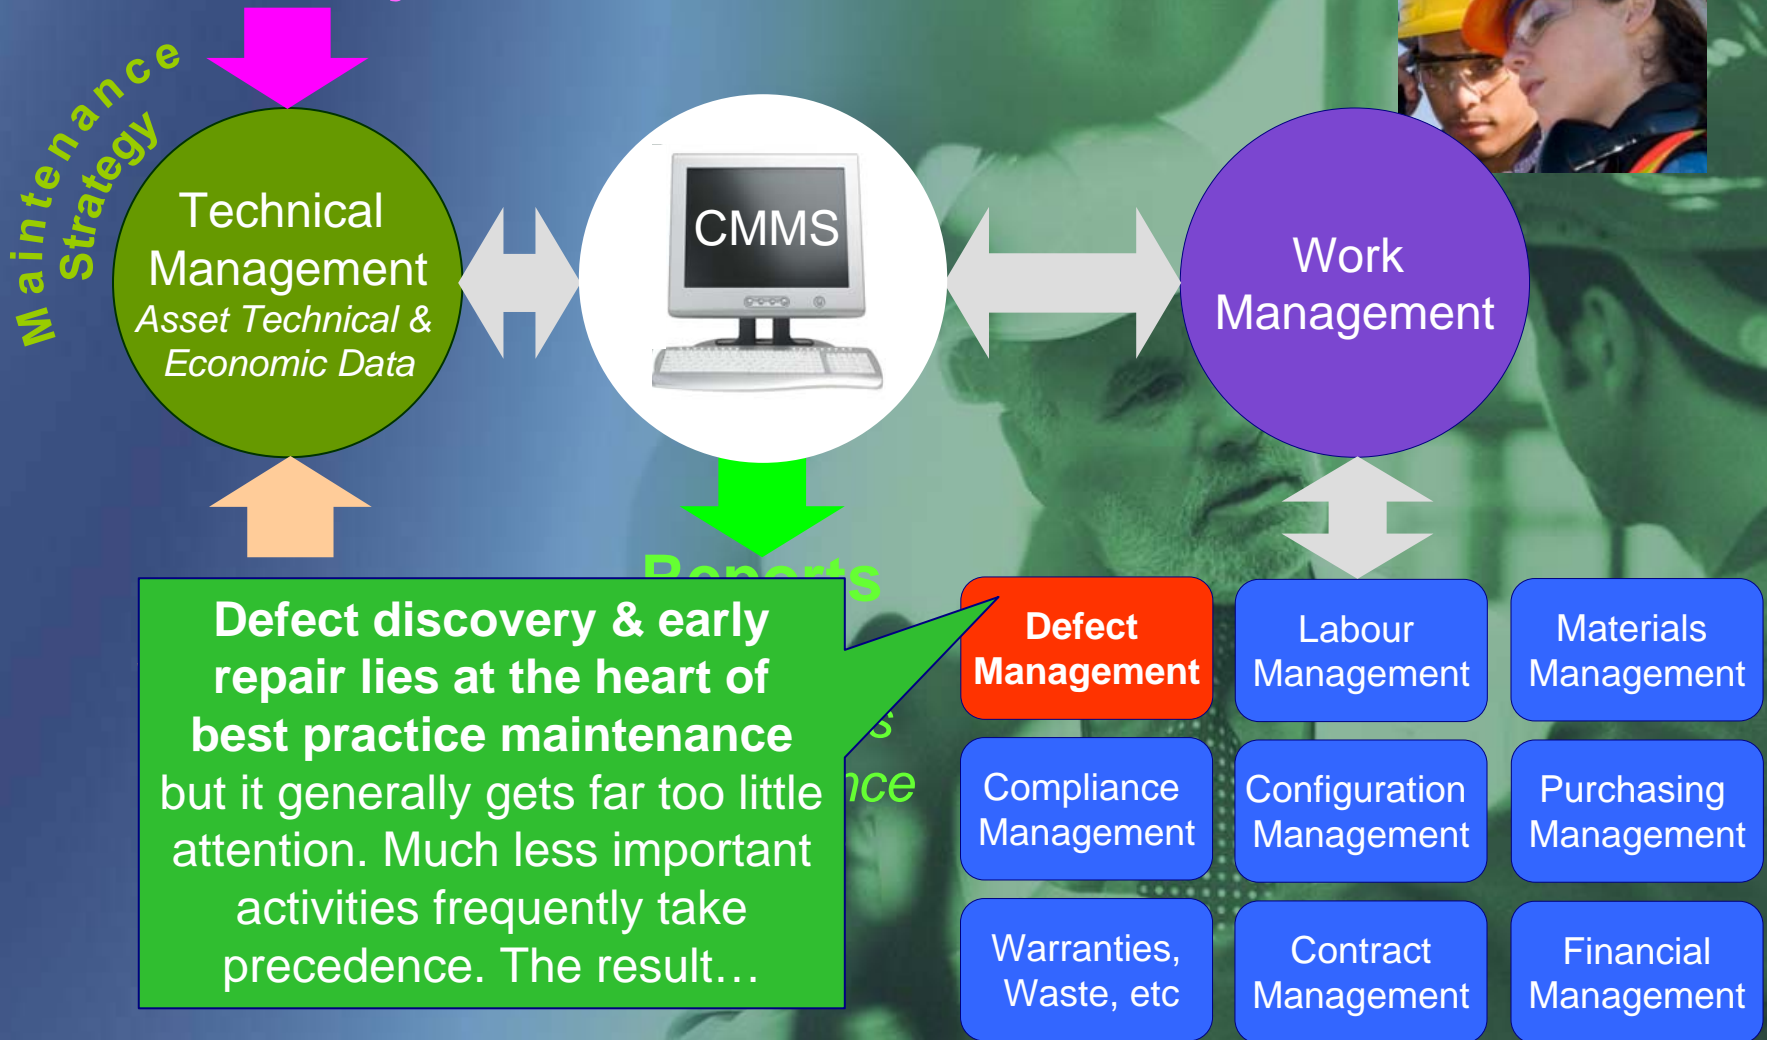 Maintenance
Strategy
Technical
Management
Asset Technical &
Economic Data
CMMS
Work
Management
Reports
Defect discovery & early
repair lies at the heart of
best practice maintenance
but it generally gets far too little
attention. Much less important
activities frequently take
precedence. The result…
Defect
Management
Labour
Management
Materials
Management
Compliance
Management
Configuration
Management
Purchasing
Management
Warranties,
Waste, etc
Contract
Management
Financial
Management